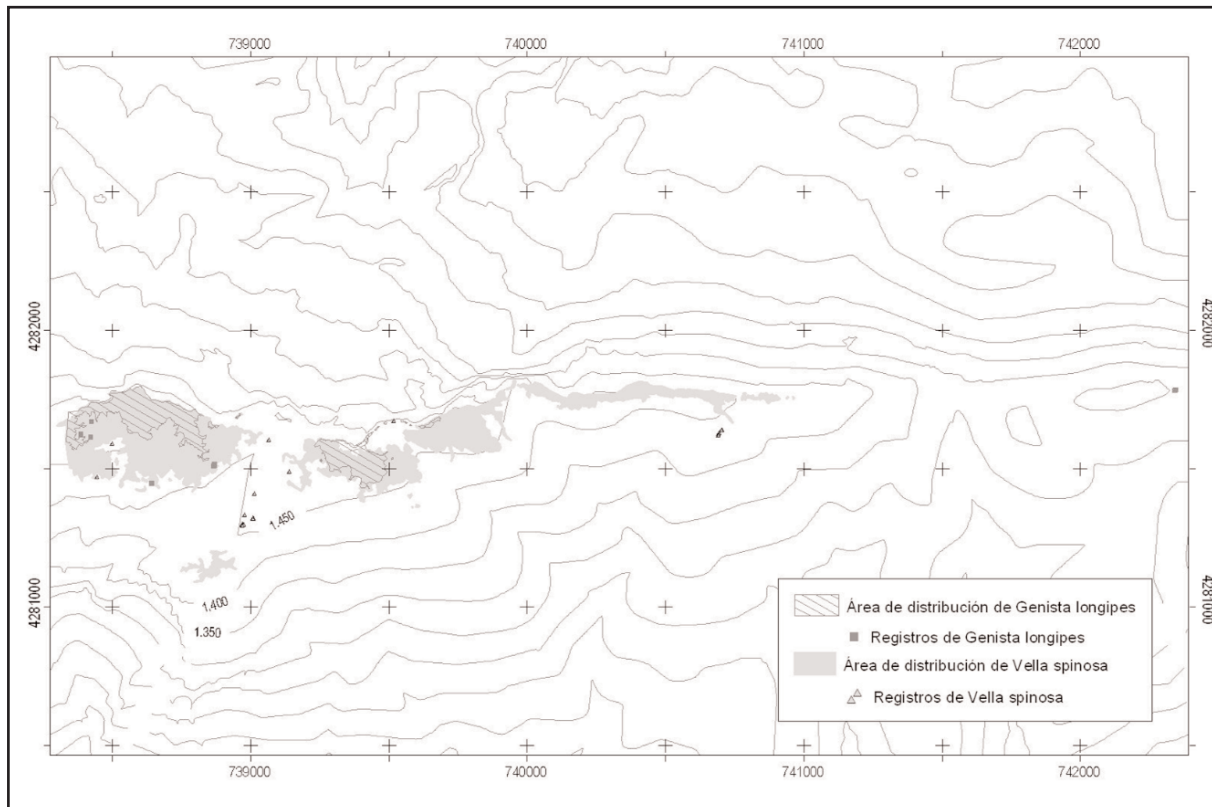 739000 740000 741000 742000
4282000 4282000
1.450
1.400
1.350
4281000 4281000
Área de distribución de Genista longipes
Registros de Genista longipes
Área de distribución de Vella spinosa
Registros de Vella spinosa
739000 740000 741000 742000